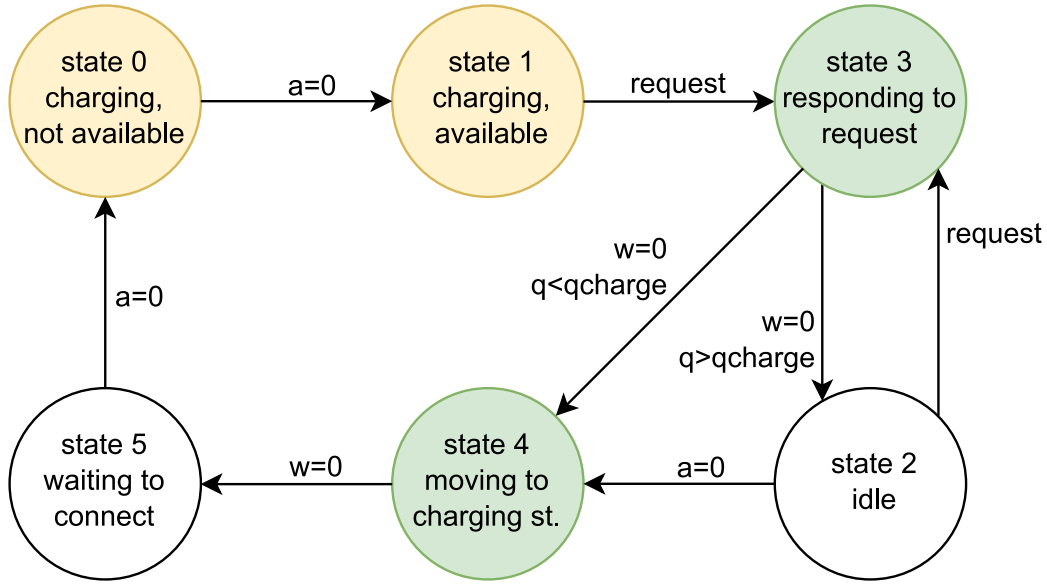 state 0
charging,
not available
a=0
state 1
charging,
available
request
state 3
responding to
request
w=0
q<qcharge
w=0
q>qcharge
request
a=0
state 5
waiting to
connect
w=0
state 4
moving to
charging st.
a=0
state 2
idle